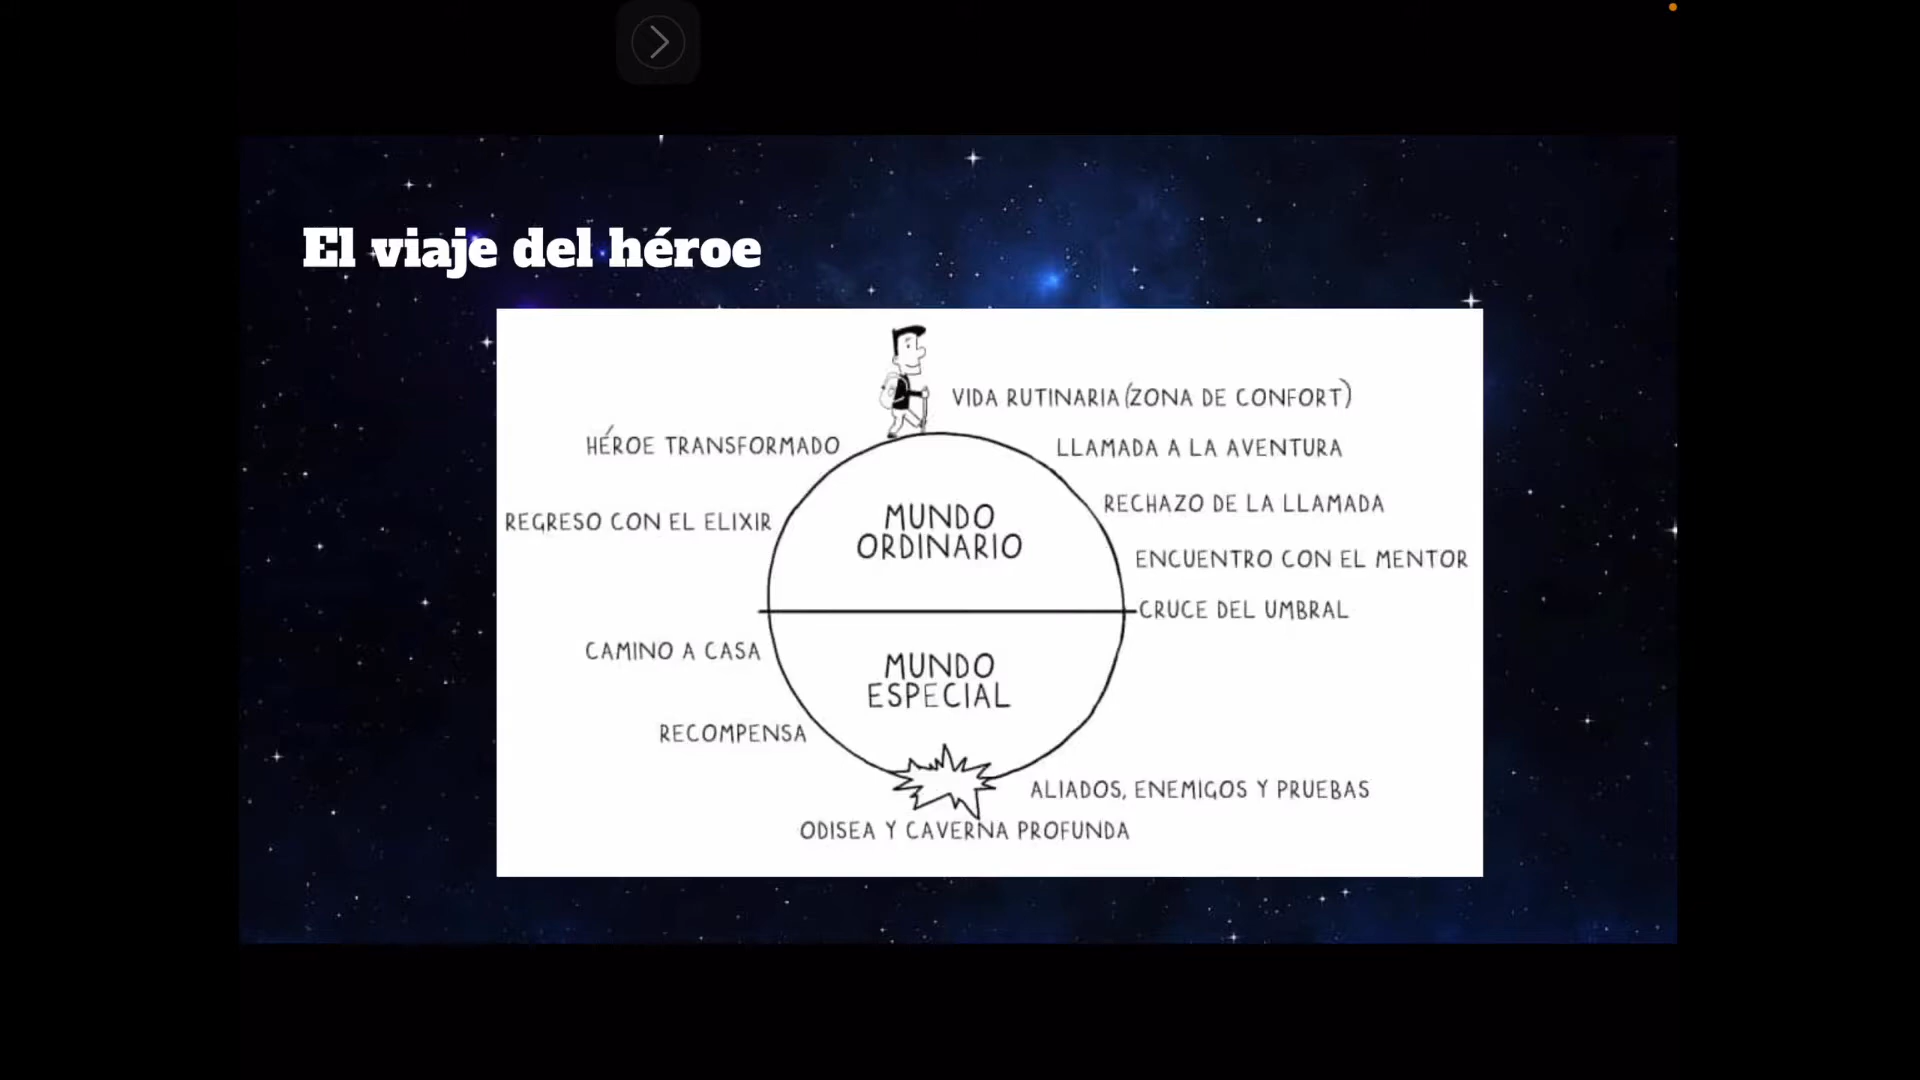 El viaje del héroe
VIDA RUTINARIA (ZONA DE CONFORT)
HÉROE TRANSFORMADO
LLAMADA A LA AVENTURA
REGRESO CON EL ELIXIR
MUNDO
ORDINARIO
RECHAZO DE LA LLAMADA
ENCUENTRO CON EL MENTOR
CRUCE DEL UMBRAL
CAMINO A CASA
MUNDO
ESPECIAL
RECOMPENSA
ALIADOS, ENEMIGOS Y PRUEBAS
ODISEA Y CAVERNA PROFUNDA